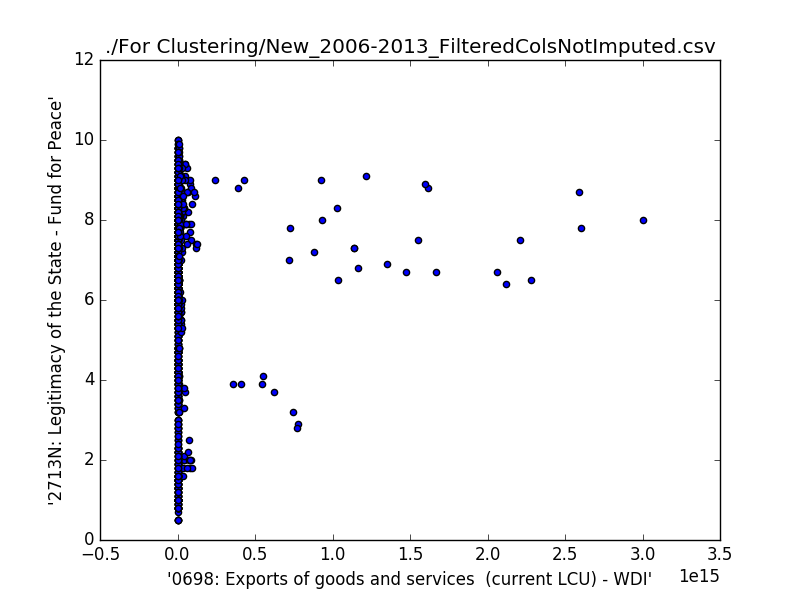 ./For Clustering/New_2006-2013_FilteredColsNotImputed.csv
'2713N: Legitimacy of the State - Fund for Peace'
12
10
8
6
4
2
0
−0.5 0.0 0.5 1.0 1.5 2.0 2.5 3.0 3.5
1e15
'0698: Exports of goods and services  (current LCU) - WDI'